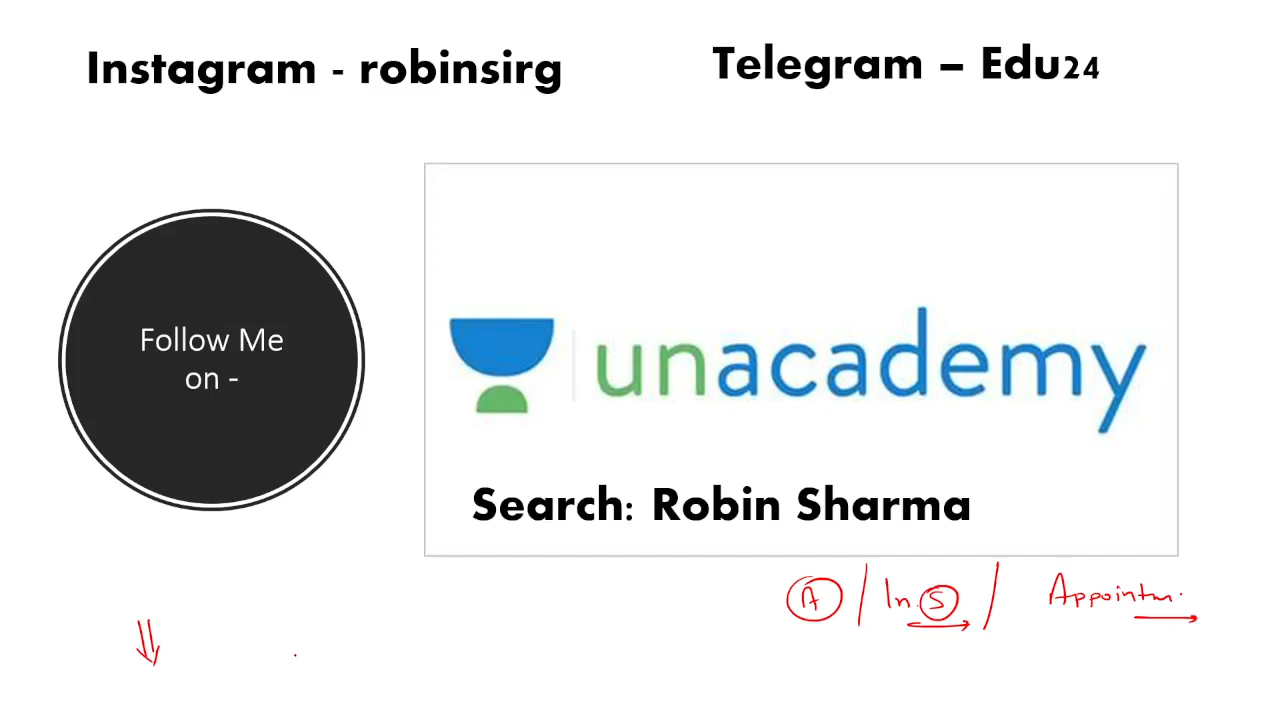 Instagram - robinsirg
Telegram – Edu24
Follow Me
on -
unacademy
Search: Robin Sharma
A / In. S / Appointm.